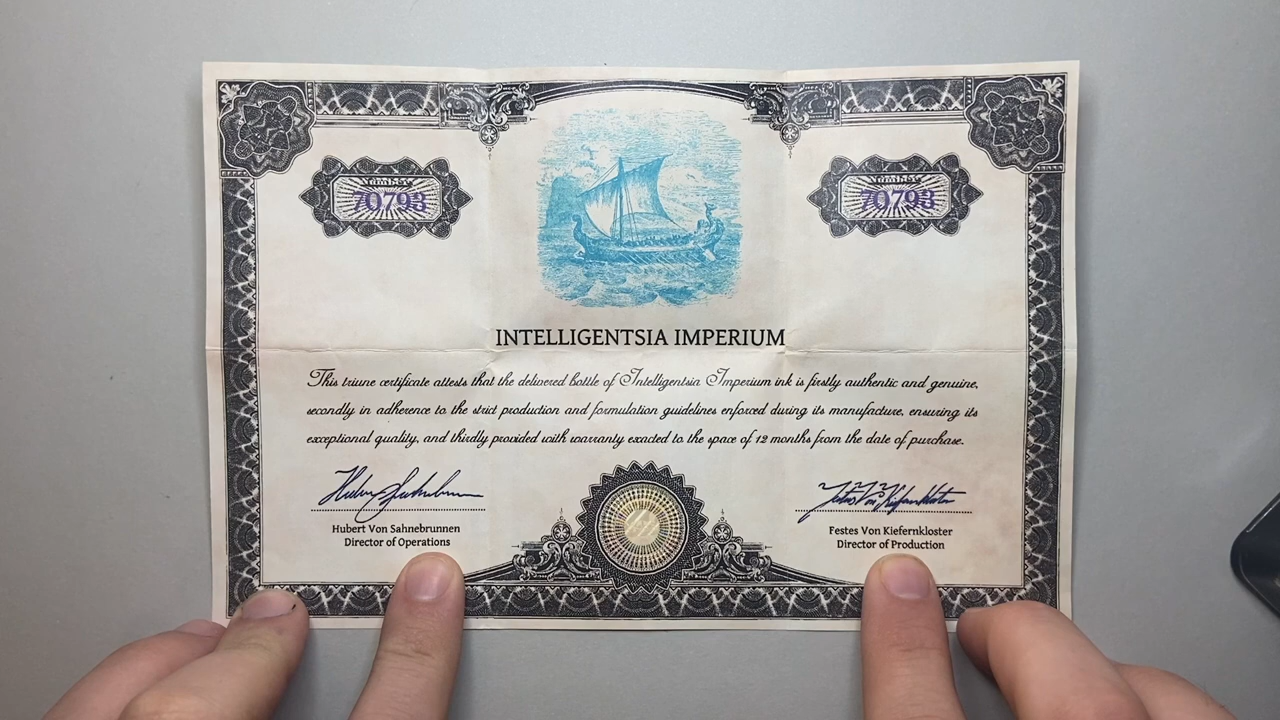 Number
70793
Number
70793
INTELLIGENTSIA IMPERIUM
This triune certificate attests that the delivered bottle of Intelligentsia Imperium ink is firstly authentic and genuine,
secondly in adherence to the strict production and formulation guidelines enforced during its manufacture, ensuring its
exceptional quality, and thirdly provided with warranty exacted to the space of 12 months from the date of purchase.
Hubert Von Sahnebrunnen
Director of Operations
Festes Von Kiefernkloster
Director of Production